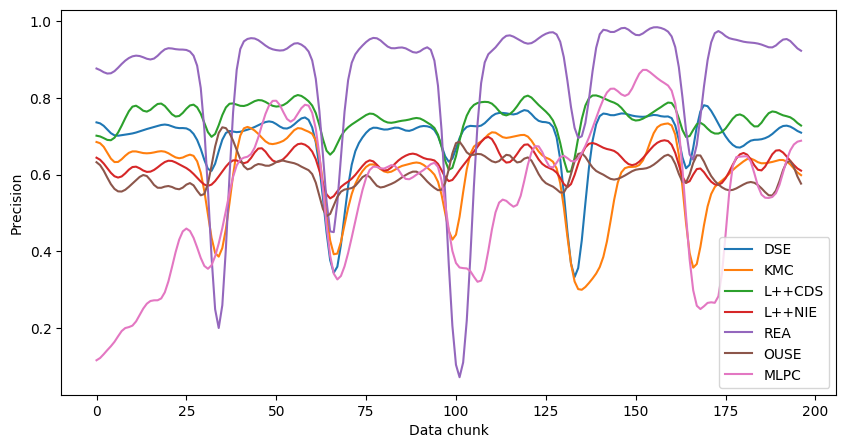 1.0
0.8
0.6
0.4
0.2
Precision
0
25
50
75
100
125
150
175
200
Data chunk
DSE
KMC
L++CDS
L++NIE
REA
OUSE
MLPC